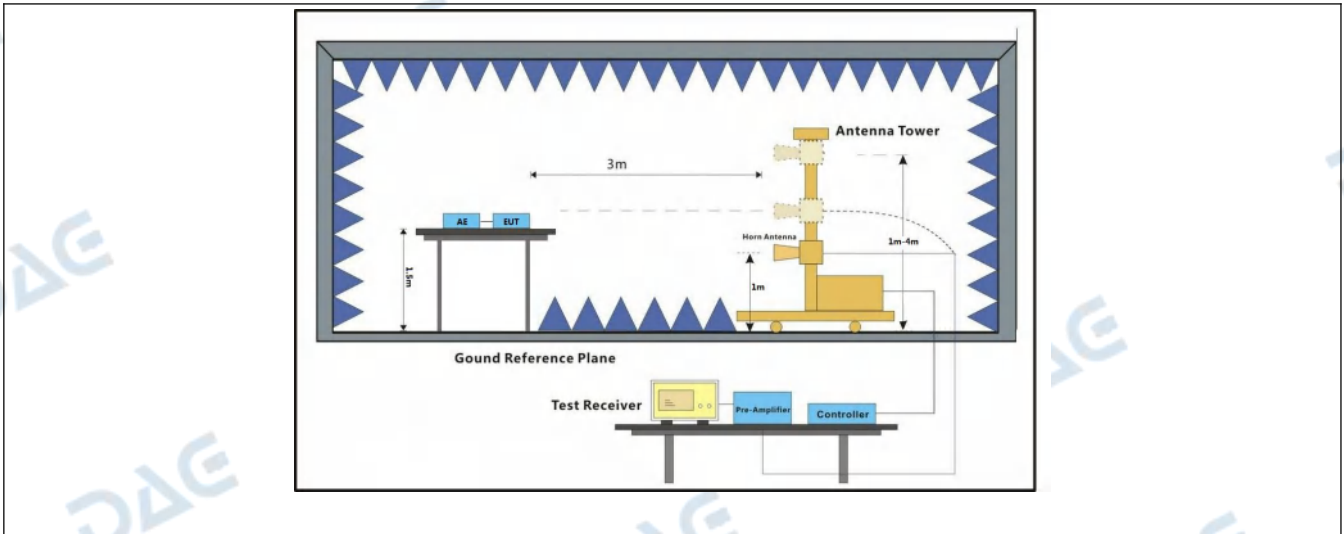 Antenna Tower
3m
AE
EUT
Horn Antenna
1m-4m
1.5m
1m
Gound Reference Plane
Test Receiver
Pre-Amplifier
Controller
DAE
DAE